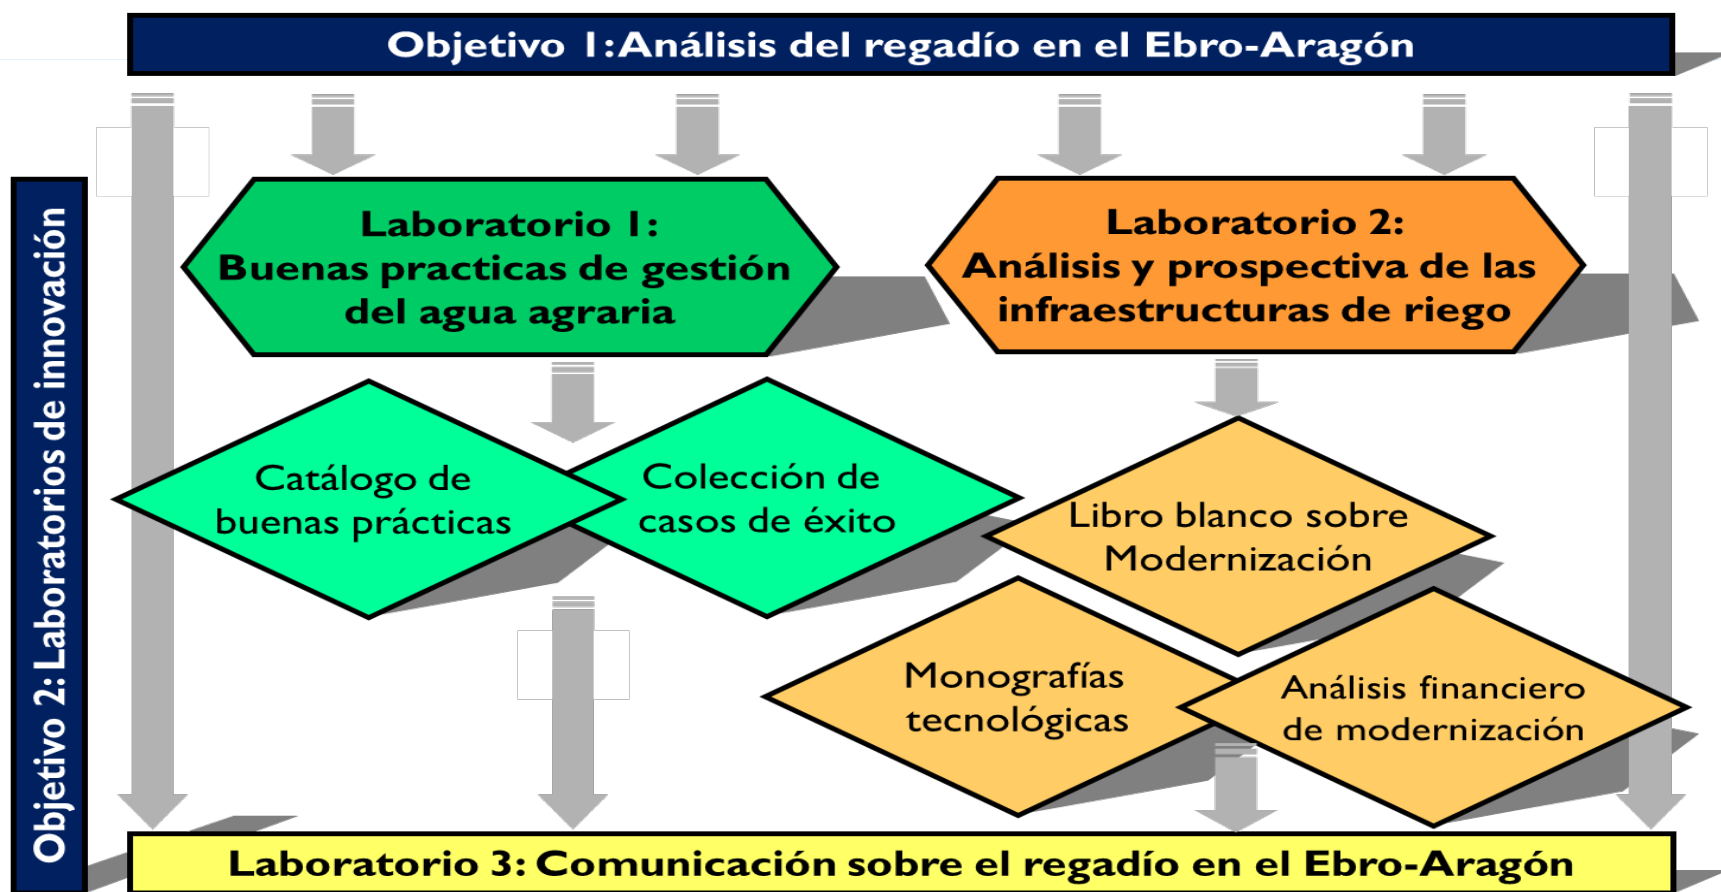 Objetivo 1: Análisis del regadío en el Ebro-Aragón
Objetivo 2: Laboratorios de innovación
Laboratorio 1:
Buenas practicas de gestión
del agua agraria
Laboratorio 2:
Análisis y prospectiva de las
infraestructuras de riego
Catálogo de
buenas prácticas
Colección de
casos de éxito
Libro blanco sobre
Modernización
Monografías
tecnológicas
Análisis financiero
de modernización
Laboratorio 3: Comunicación sobre el regadío en el Ebro-Aragón